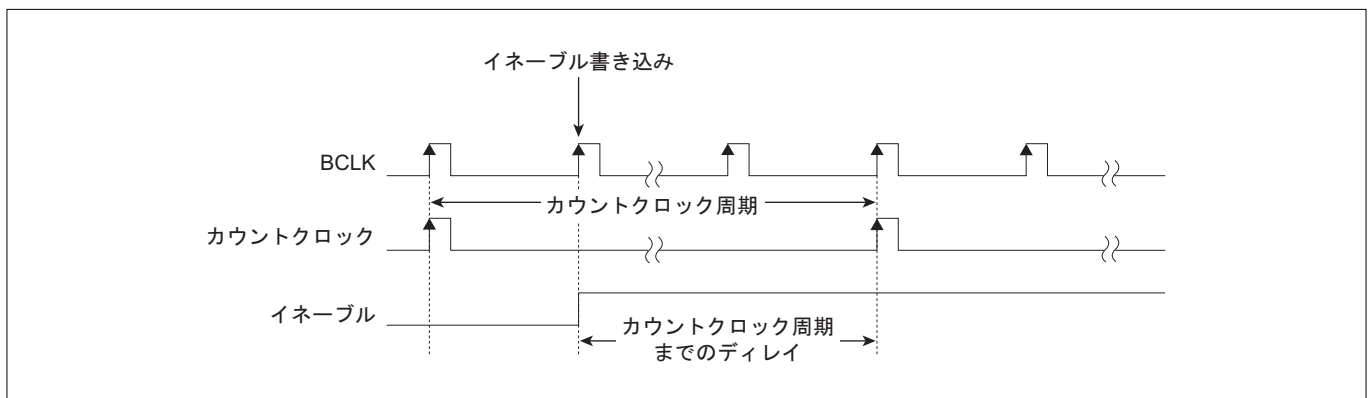 イネーブル書き込み
BCLK
カウントクロック周期
カウントクロック
イネーブル
カウントクロック周期
までのディレイ